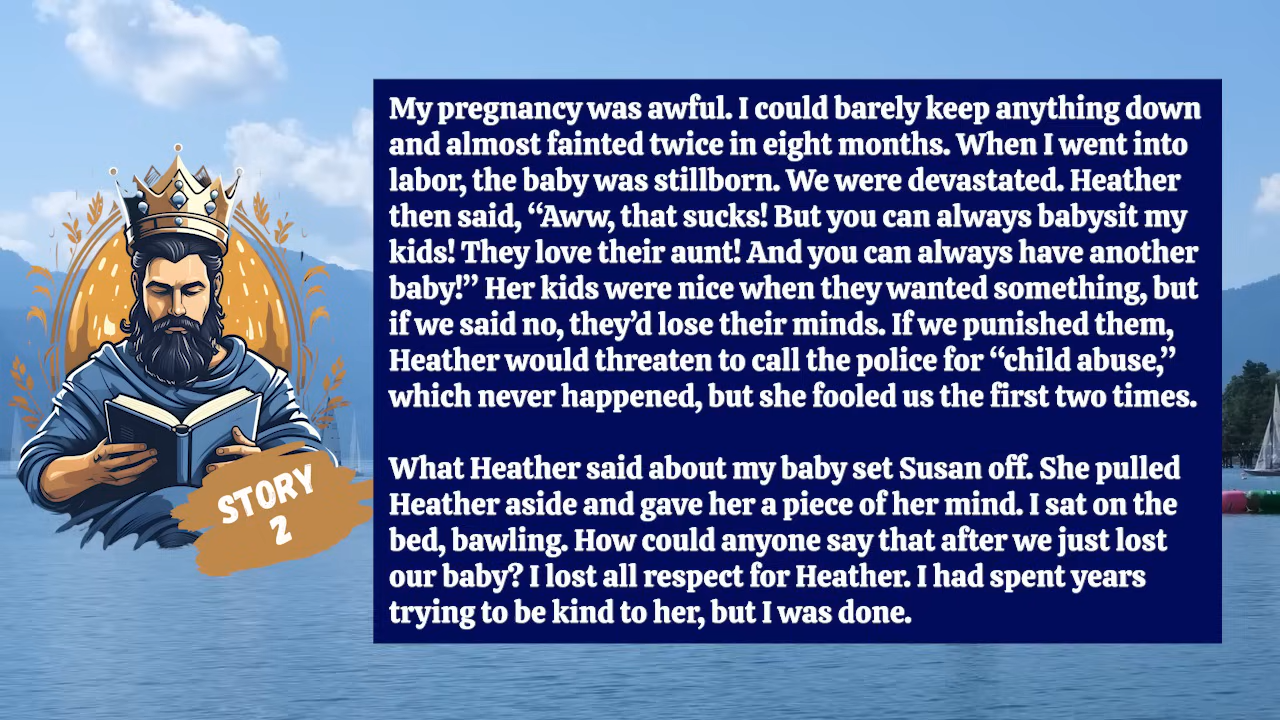 My pregnancy was awful. I could barely keep anything down
and almost fainted twice in eight months. When I went into
labor, the baby was stillborn. We were devastated. Heather
then said, “Aww, that sucks! But you can always babysit my
kids! They love their aunt! And you can always have another
baby!” Her kids were nice when they wanted something, but
if we said no, they’d lose their minds. If we punished them,
Heather would threaten to call the police for “child abuse,”
which never happened, but she fooled us the first two times.
What Heather said about my baby set Susan off. She pulled
Heather aside and gave her a piece of her mind. I sat on the
bed, bawling. How could anyone say that after we just lost
our baby? I lost all respect for Heather. I had spent years
trying to be kind to her, but I was done.
STORY
2